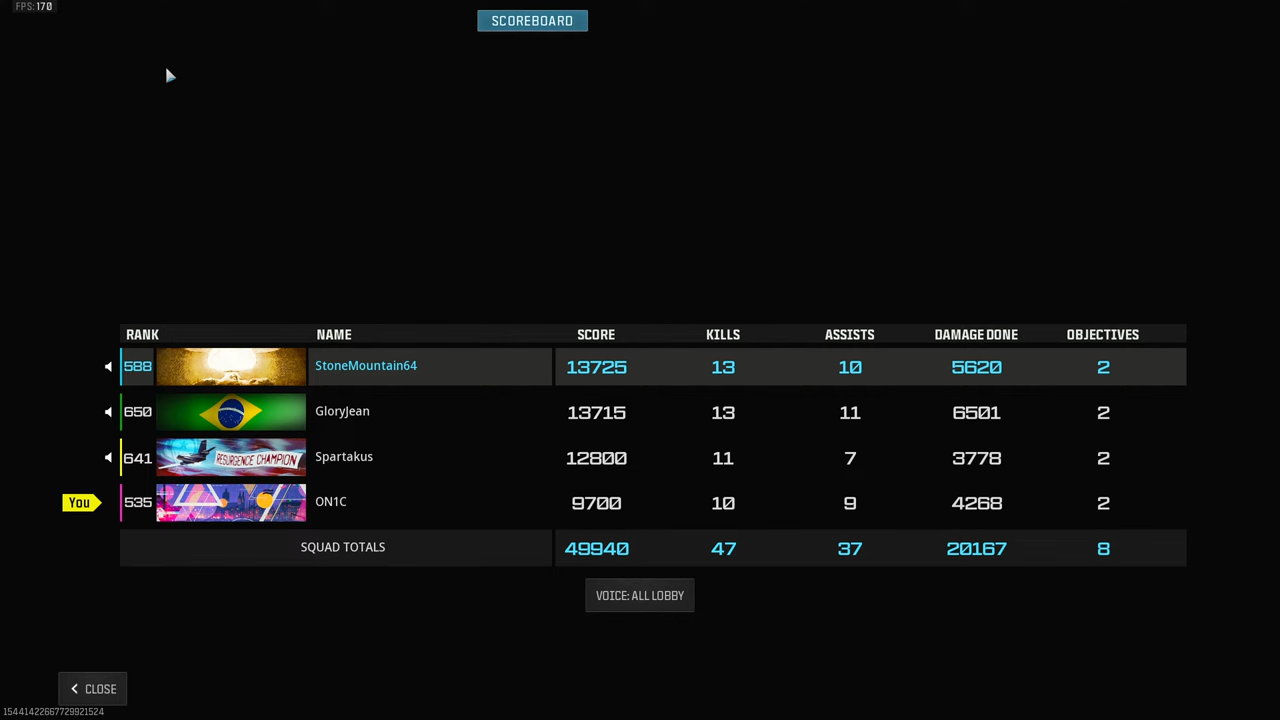 FPS: 170
SCOREBOARD
RANK NAME SCORE KILLS ASSISTS DAMAGE DONE OBJECTIVES
588 StoneMountain64 13725 13 10 5620 2
650 GloryJean 13715 13 11 6501 2
641 RESURGENCE CHAMPION Spartakus 12800 11 7 3778 2
You 535 ON1C 9700 10 9 4268 2
SQUAD TOTALS 49940 47 37 20167 8
VOICE: ALL LOBBY
CLOSE
15441422667729921524